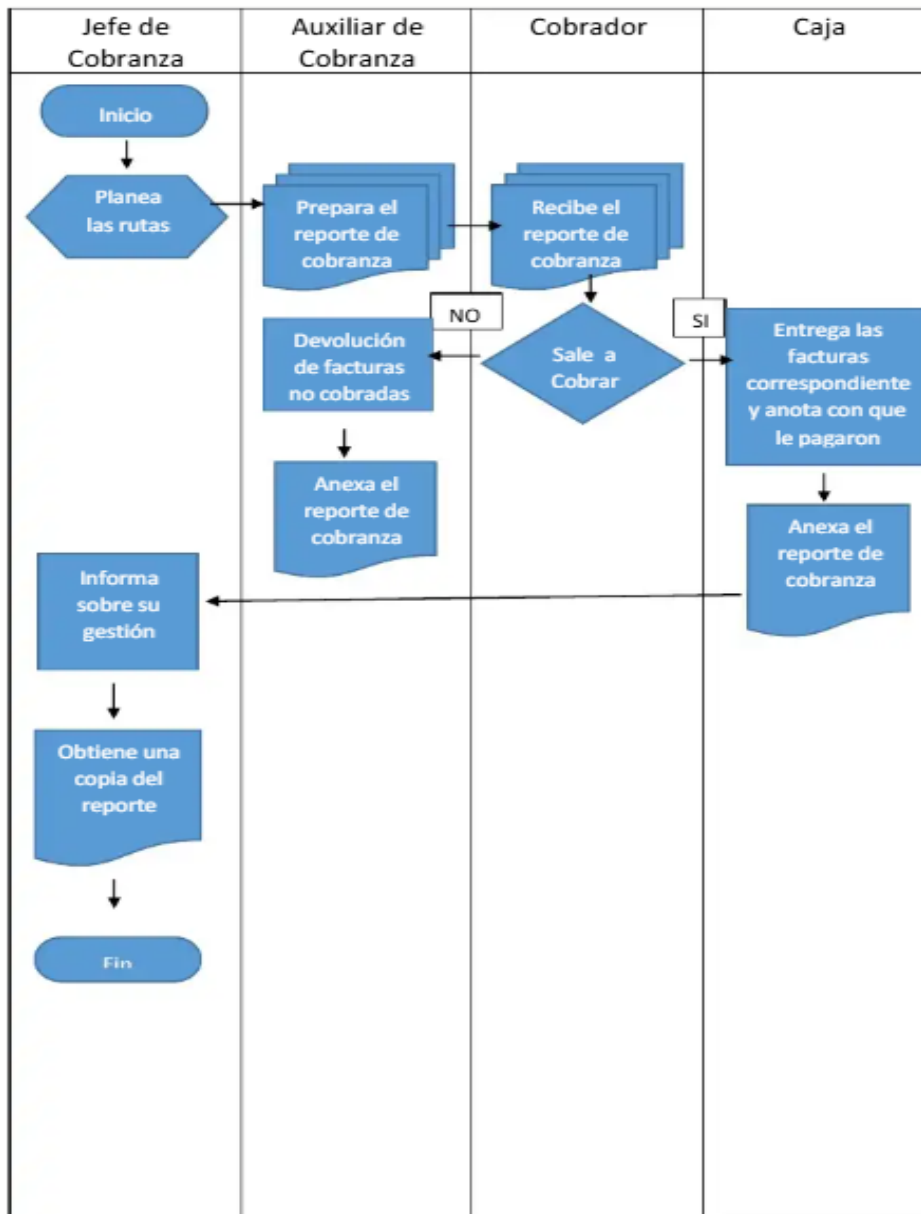 Jefe de
Cobranza
Auxiliar de
Cobranza
Cobrador
Caja
Inicio
Planea
las rutas
Prepara el
reporte de
cobranza
Recibe el
reporte de
cobranza
NO
SI
Devolución
de facturas
no cobradas
Sale a
Cobrar
Entrega las
facturas
correspondiente
y anota con que
le pagaron
Anexa el
reporte de
cobranza
Anexa el
reporte de
cobranza
Informa
sobre su
gestión
Obtiene una
copia del
reporte
Fin